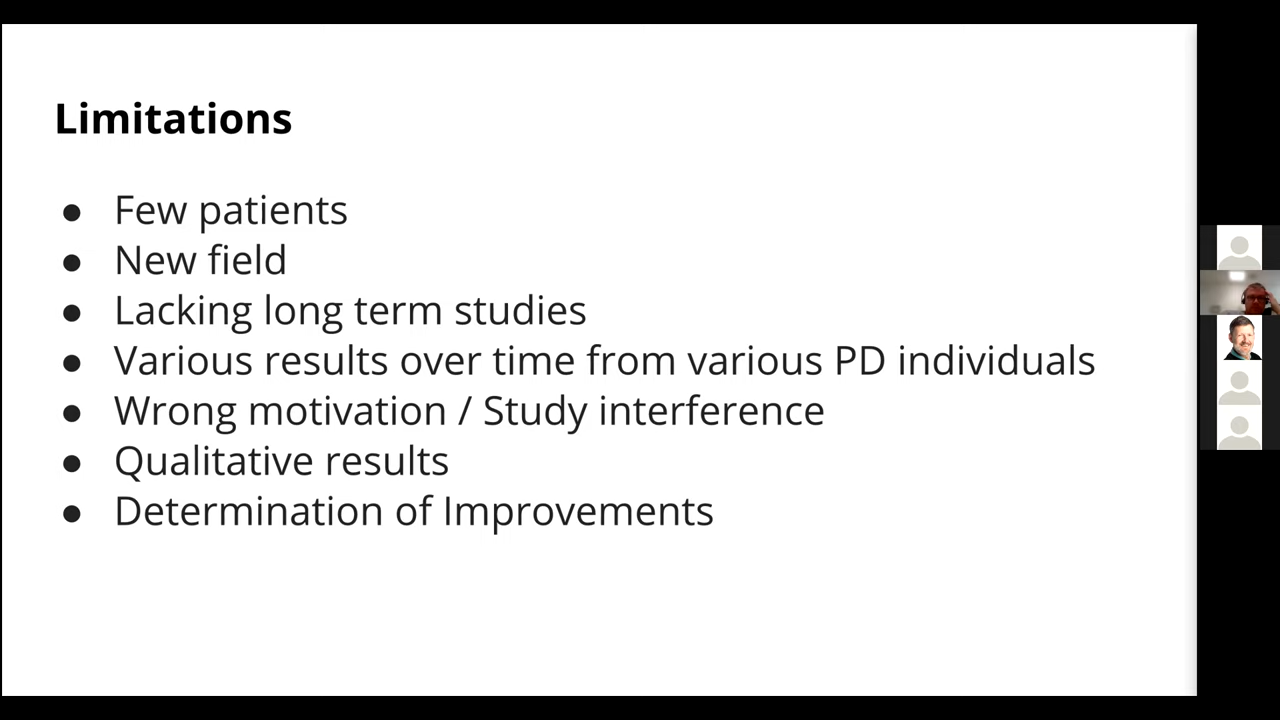 Limitations
● Few patients
● New field
● Lacking long term studies
● Various results over time from various PD individuals
● Wrong motivation / Study interference
● Qualitative results
● Determination of Improvements